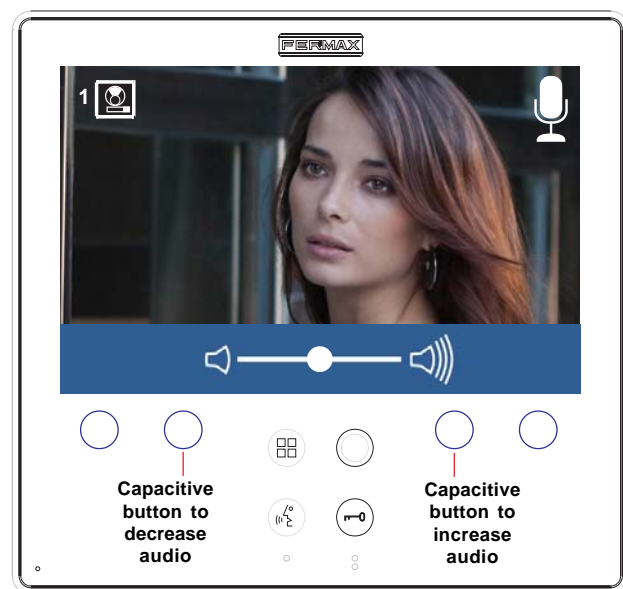 FERMAX
1
Capacitive
button to
decrease
audio
Capacitive
button to
increase
audio